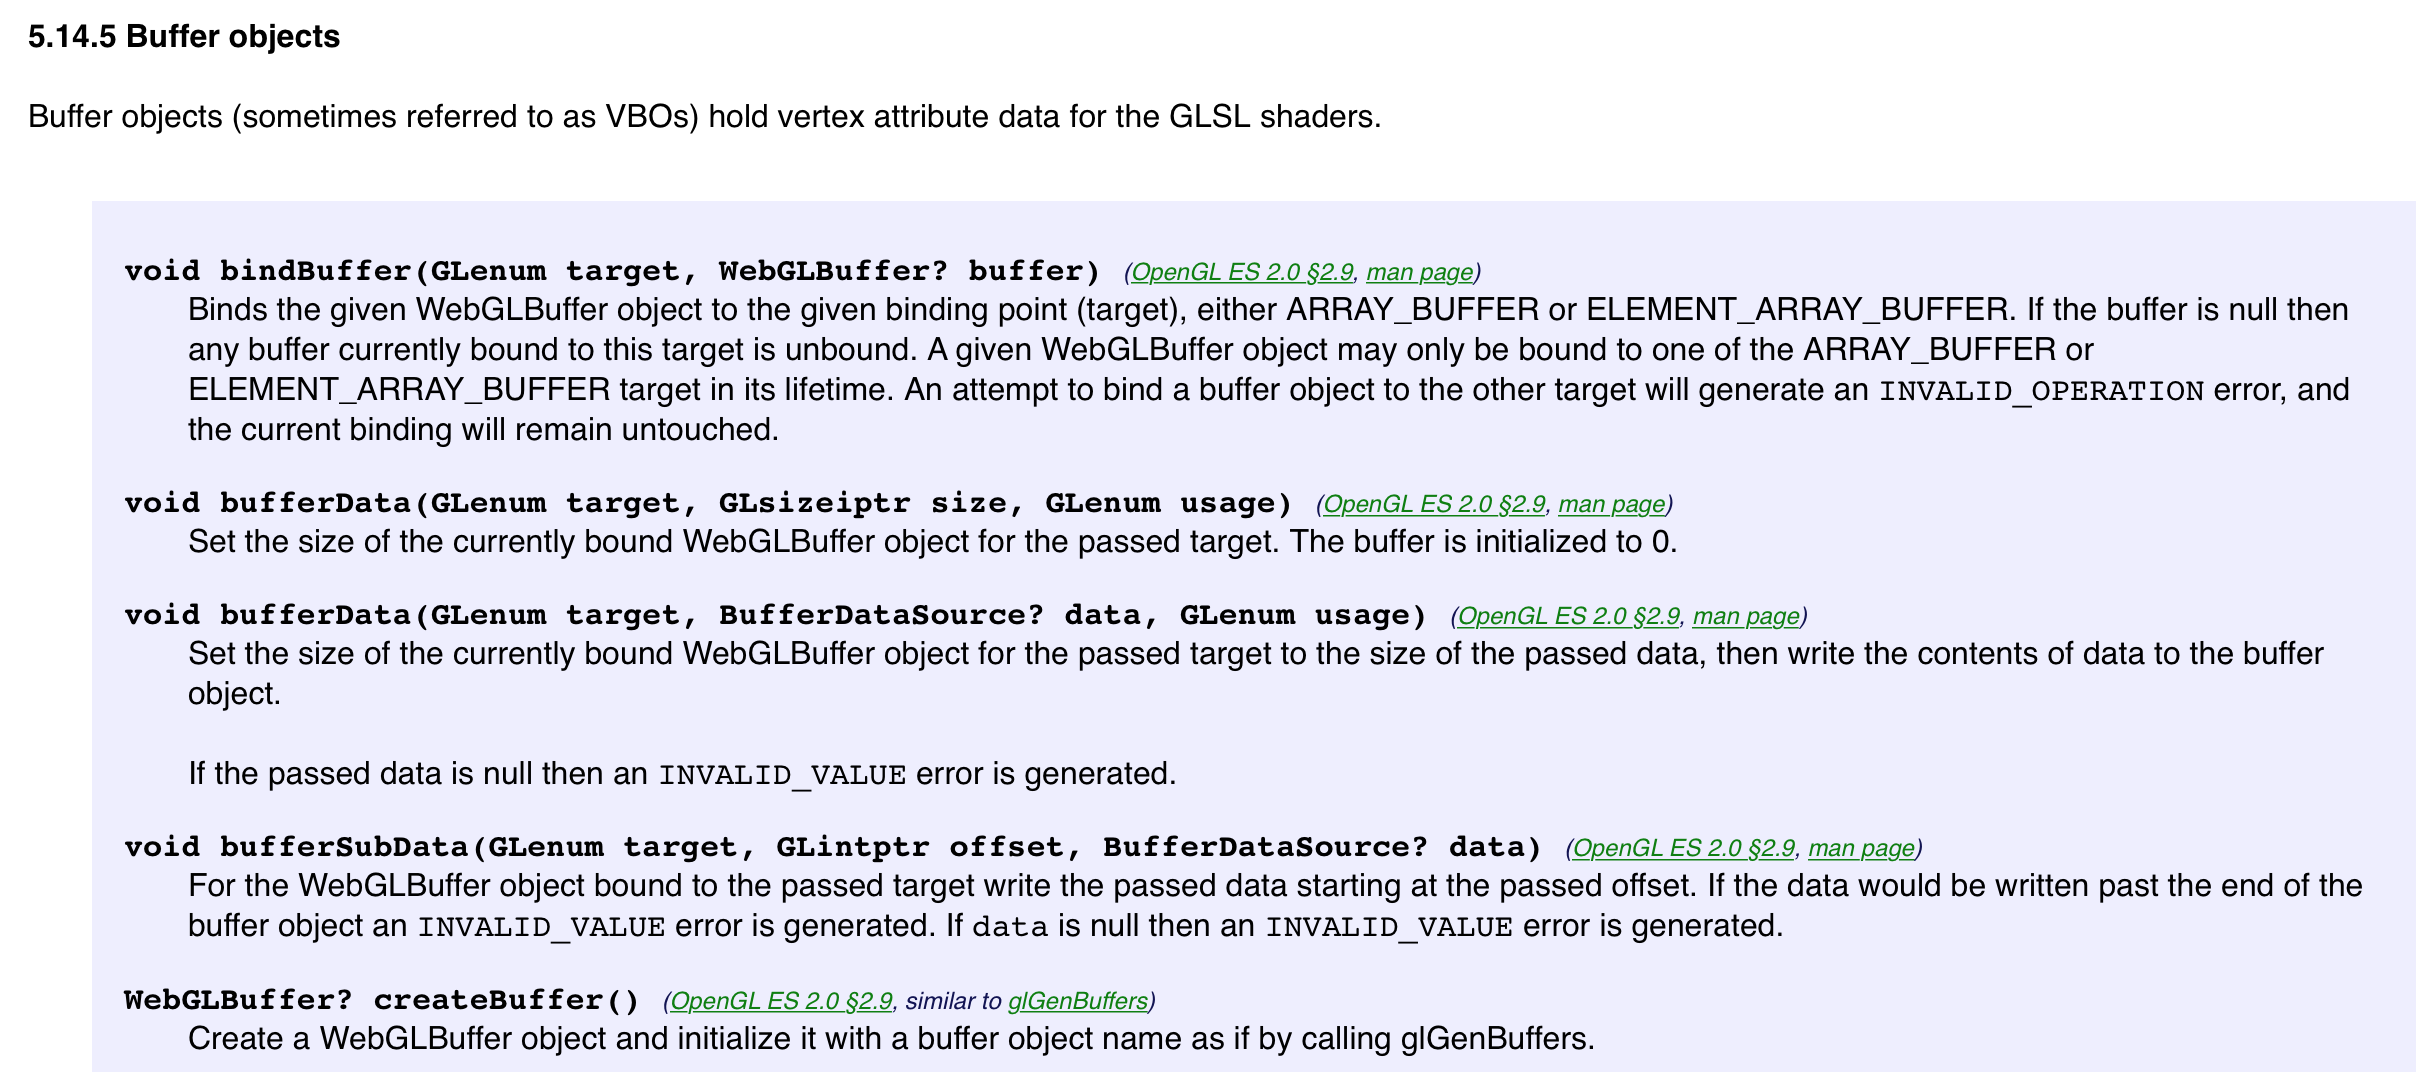 5.14.5 Buffer objects
Buffer objects (sometimes referred to as VBOs) hold vertex attribute data for the GLSL shaders.
void bindBuffer(GLenum target, WebGLBuffer? buffer) (OpenGL ES 2.0 §2.9, man page)
Binds the given WebGLBuffer object to the given binding point (target), either ARRAY_BUFFER or ELEMENT_ARRAY_BUFFER. If the buffer is null then
any buffer currently bound to this target is unbound. A given WebGLBuffer object may only be bound to one of the ARRAY_BUFFER or
ELEMENT_ARRAY_BUFFER target in its lifetime. An attempt to bind a buffer object to the other target will generate an INVALID_OPERATION error, and
the current binding will remain untouched.
void bufferData(GLenum target, GLsizeiptr size, GLenum usage) (OpenGL ES 2.0 §2.9, man page)
Set the size of the currently bound WebGLBuffer object for the passed target. The buffer is initialized to 0.
void bufferData(GLenum target, BufferDataSource? data, GLenum usage) (OpenGL ES 2.0 §2.9, man page)
Set the size of the currently bound WebGLBuffer object for the passed target to the size of the passed data, then write the contents of data to the buffer
object.
If the passed data is null then an INVALID_VALUE error is generated.
void bufferSubData(GLenum target, GLintptr offset, BufferDataSource? data) (OpenGL ES 2.0 §2.9, man page)
For the WebGLBuffer object bound to the passed target write the passed data starting at the passed offset. If the data would be written past the end of the
buffer object an INVALID_VALUE error is generated. If data is null then an INVALID_VALUE error is generated.
WebGLBuffer? createBuffer() (OpenGL ES 2.0 §2.9, similar to glGenBuffers)
Create a WebGLBuffer object and initialize it with a buffer object name as if by calling glGenBuffers.